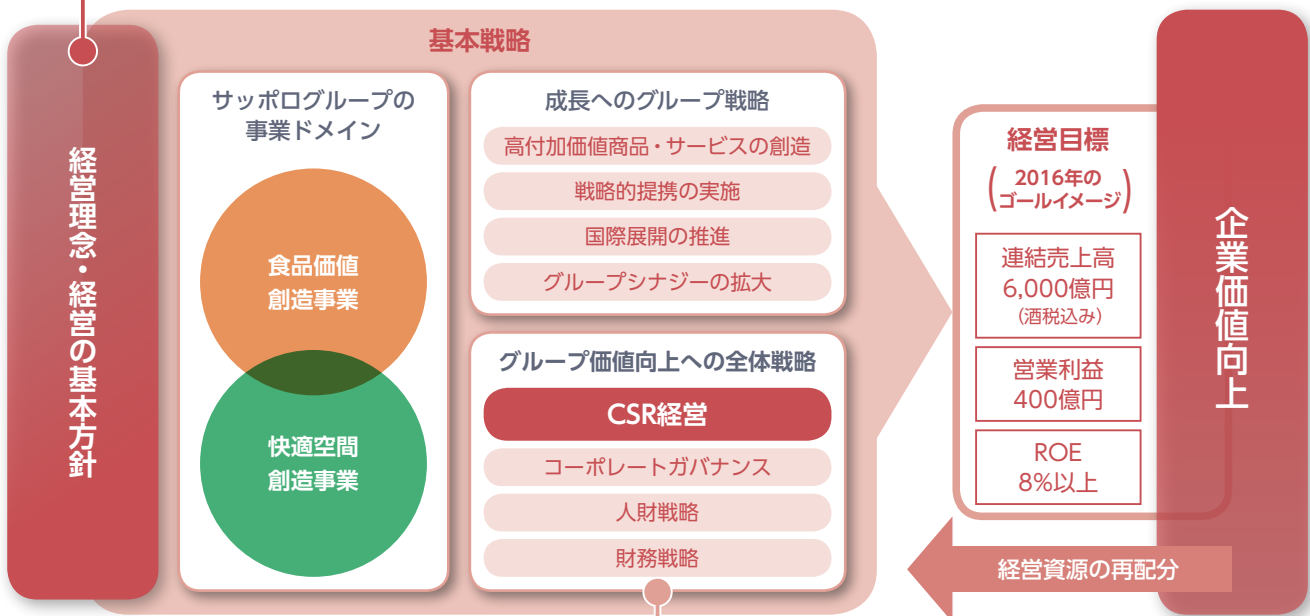 経営理念・経営の基本方針
基本戦略
サッポログループの
事業ドメイン
食品価値
創造事業
快適空間
創造事業
成長へのグループ戦略
高付加価値商品・サービスの創造
戦略的提携の実施
国際展開の推進
グループシナジーの拡大
グループ価値向上への全体戦略
CSR経営
コーポレートガバナンス
人財戦略
財務戦略
経営目標
(2016年の
ゴールイメージ)
連結売上高
6,000億円
(酒税込み)
営業利益
400億円
ROE
8%以上
企業価値向上
経営資源の再配分